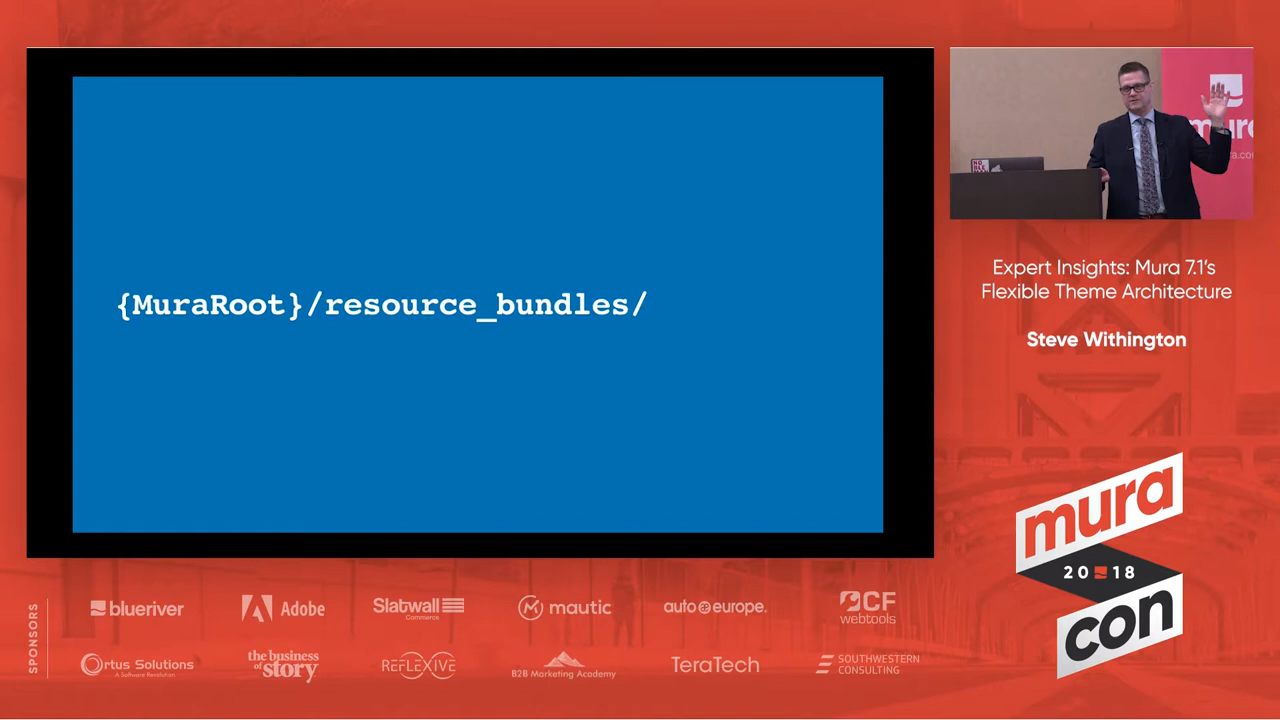 {MuraRoot}/resource_bundles/
mura
Expert Insights: Mura 7.1's
Flexible Theme Architecture
Steve Withington
mura
2018
con
SPONSORS
blueriver
Adobe
Slatwall
Commerce
mautic
auto europe.
CF
webtools
Ortus Solutions
A Software Revolution
the business
of story
REFLEXIVE
B2B Marketing Academy
TeraTech
SOUTHWESTERN
CONSULTING